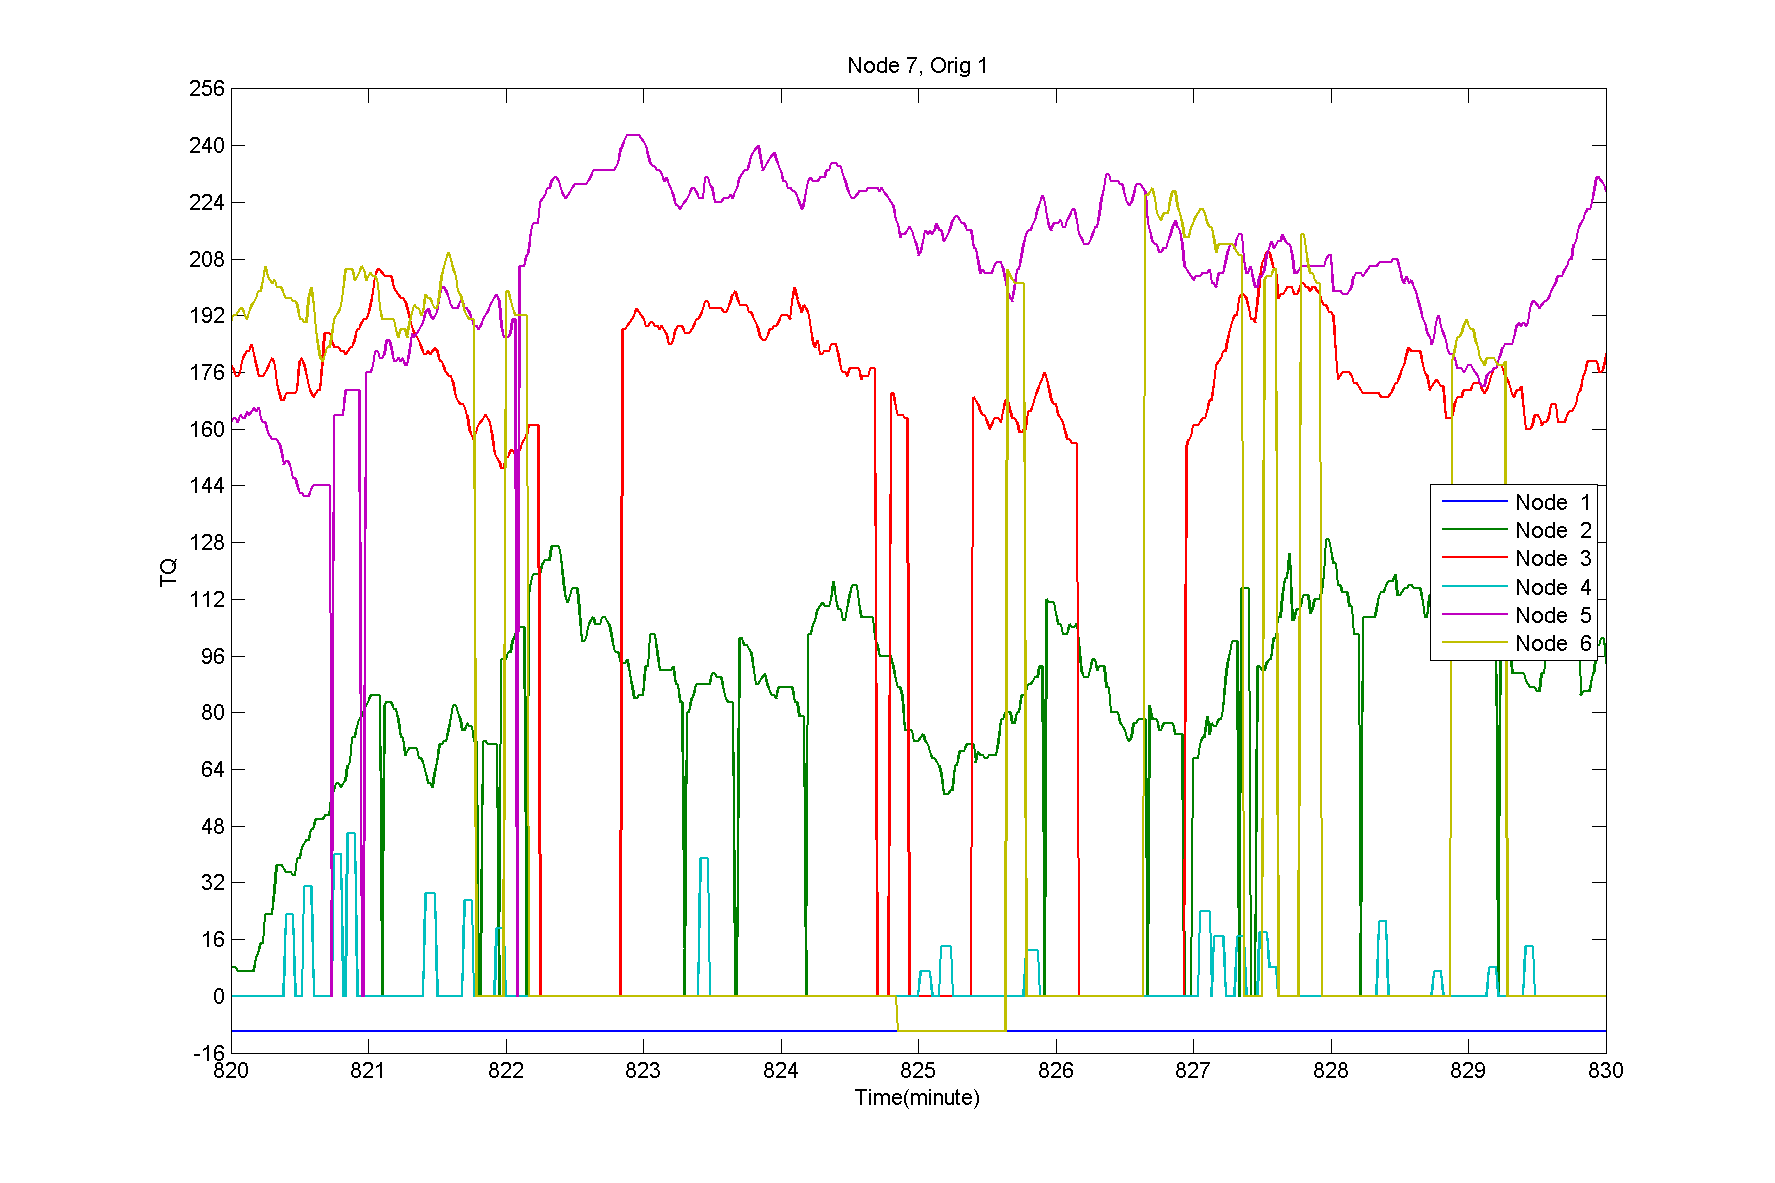 Node 7, Orig 1
256
240
224
208
192
176
160
144
128
112
96
80
64
48
32
16
0
-16
TQ
820 821 822 823 824 825 826 827 828 829 830
Time(minute)
Node 1
Node 2
Node 3
Node 4
Node 5
Node 6